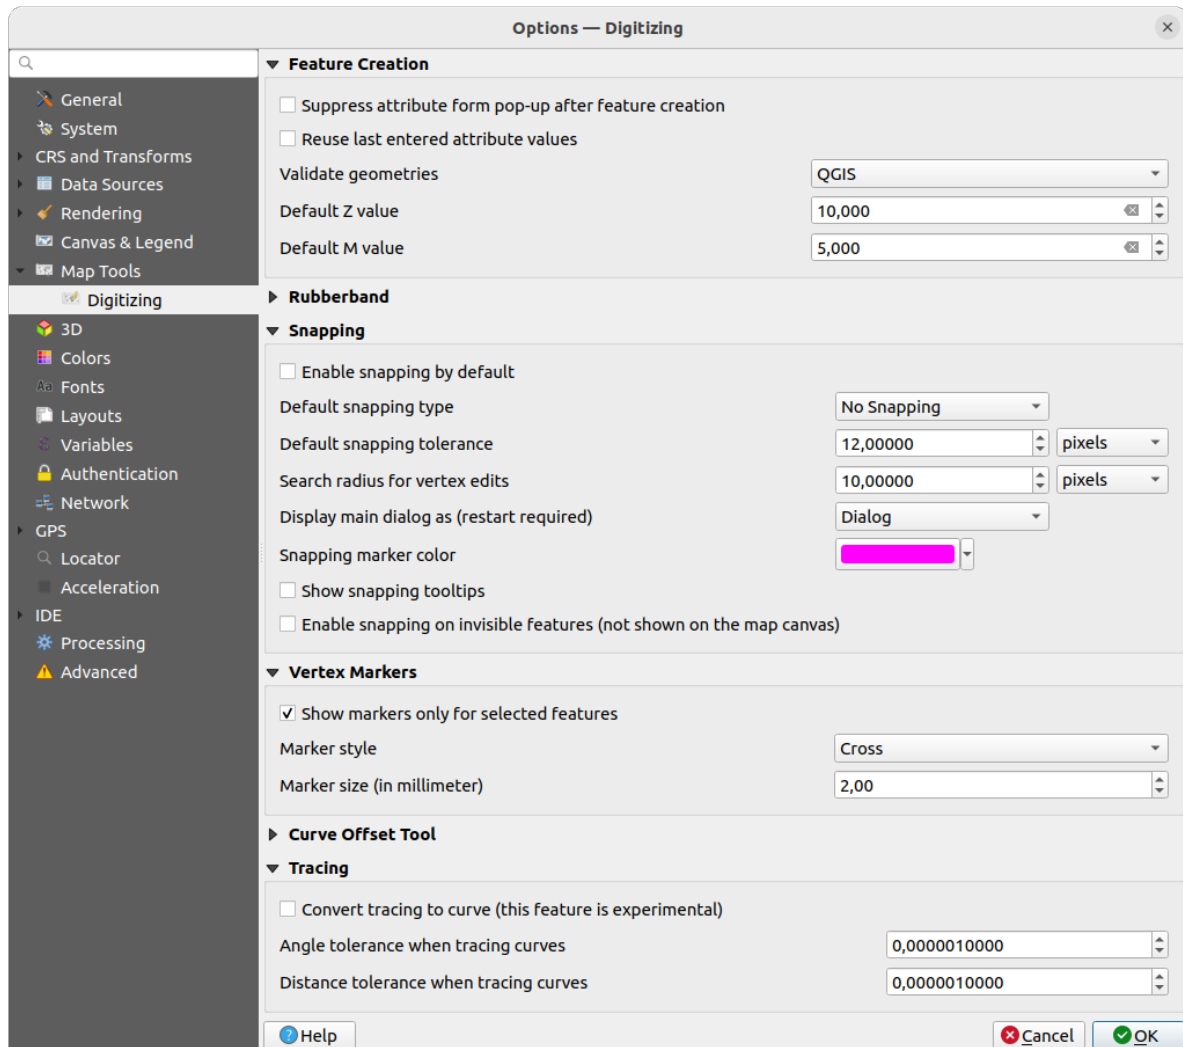 Options — Digitizing
General
System
CRS and Transforms
Data Sources
Rendering
Canvas & Legend
Map Tools
Digitizing
3D
Colors
Aa Fonts
Layouts
ε Variables
Authentication
Network
GPS
Locator
Acceleration
IDE
Processing
Advanced
Feature Creation
Suppress attribute form pop-up after feature creation
Reuse last entered attribute values
Validate geometries QGIS
Default Z value 10,000
Default M value 5,000
Rubberband
Snapping
Enable snapping by default
Default snapping type No Snapping
Default snapping tolerance 12,00000 pixels
Search radius for vertex edits 10,00000 pixels
Display main dialog as (restart required) Dialog
Snapping marker color
Show snapping tooltips
Enable snapping on invisible features (not shown on the map canvas)
Vertex Markers
Show markers only for selected features
Marker style Cross
Marker size (in millimeter) 2,00
Curve Offset Tool
Tracing
Convert tracing to curve (this feature is experimental)
Angle tolerance when tracing curves 0,0000010000
Distance tolerance when tracing curves 0,0000010000
Help Cancel OK